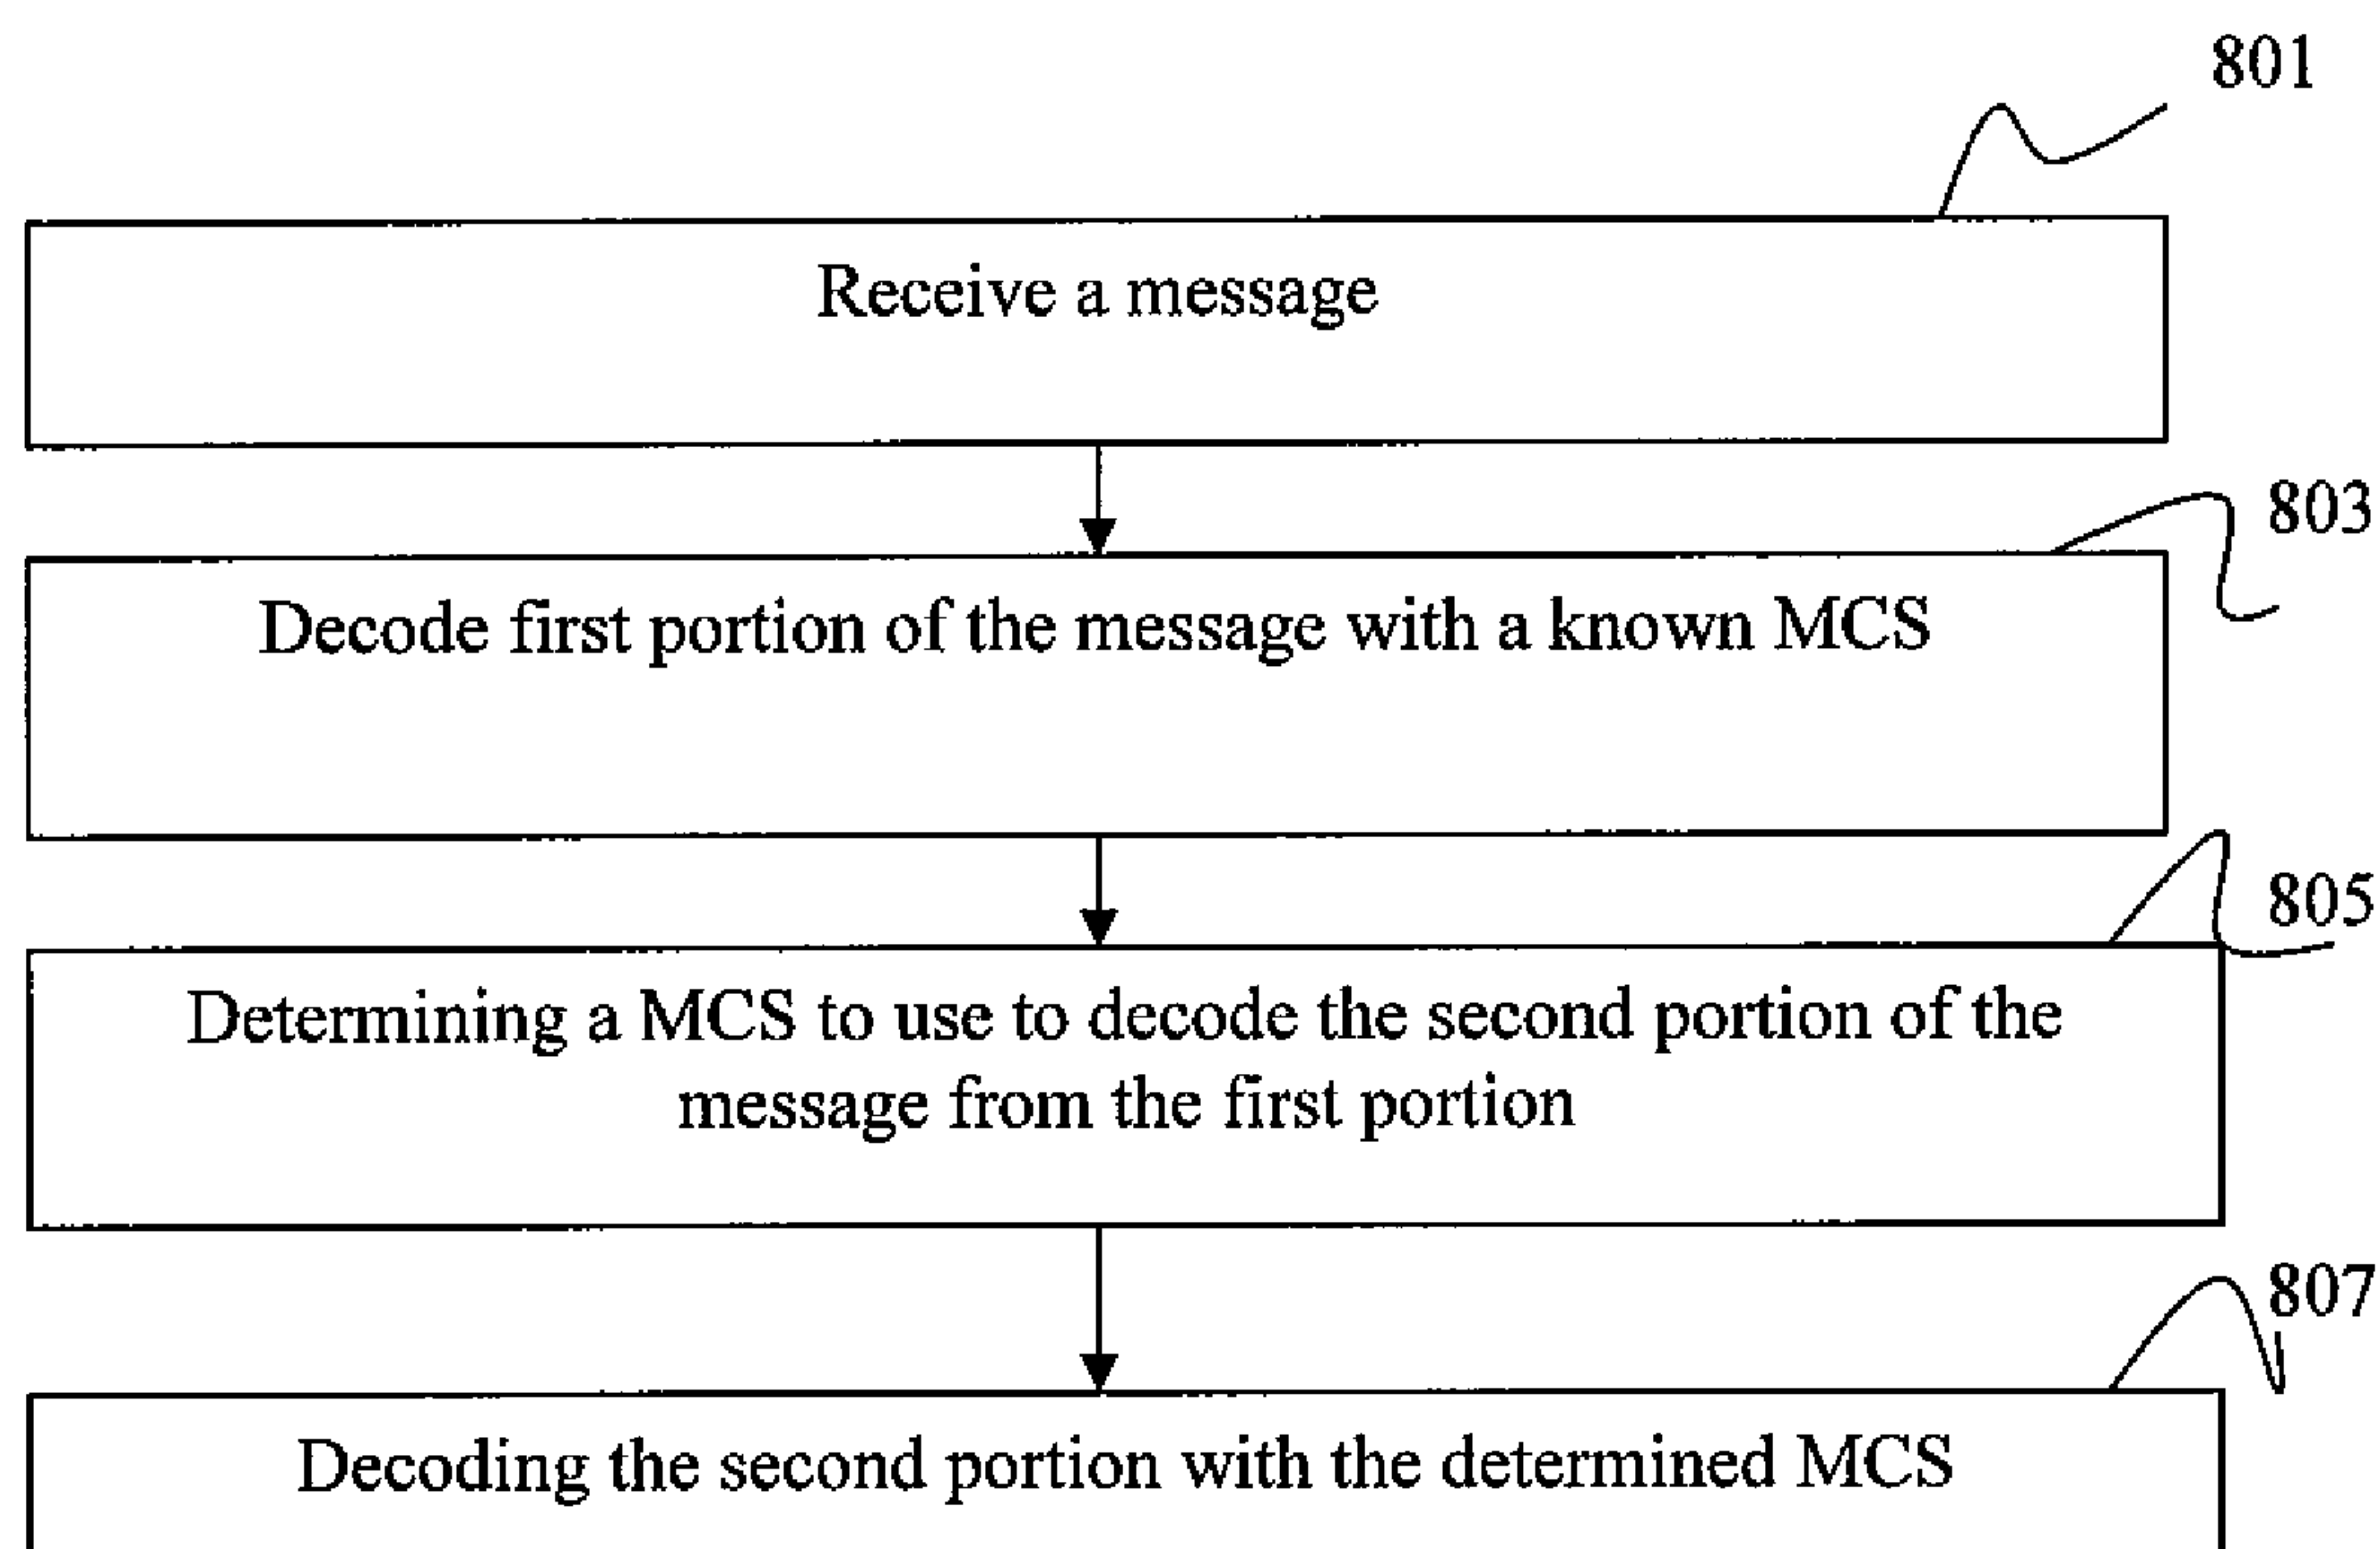 801
Receive a message
803
Decode first portion of the message with a known MCS
805
Determining a MCS to use to decode the second portion of the
message from the first portion
807
Decoding the second portion with the determined MCS